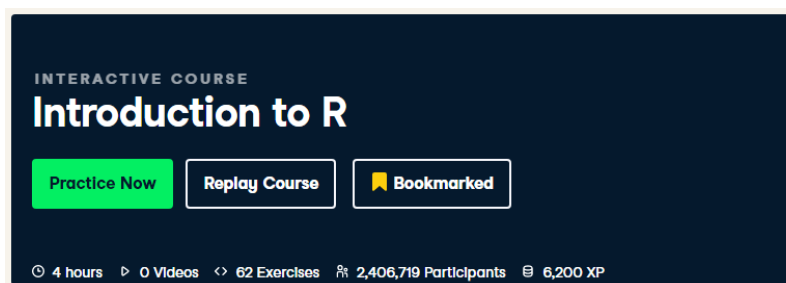 INTERACTIVE COURSE
Introduction to R
Practice Now Replay Course Bookmarked
4 hours 0 Videos 62 Exercises 2,406,719 Participants 6,200 XP